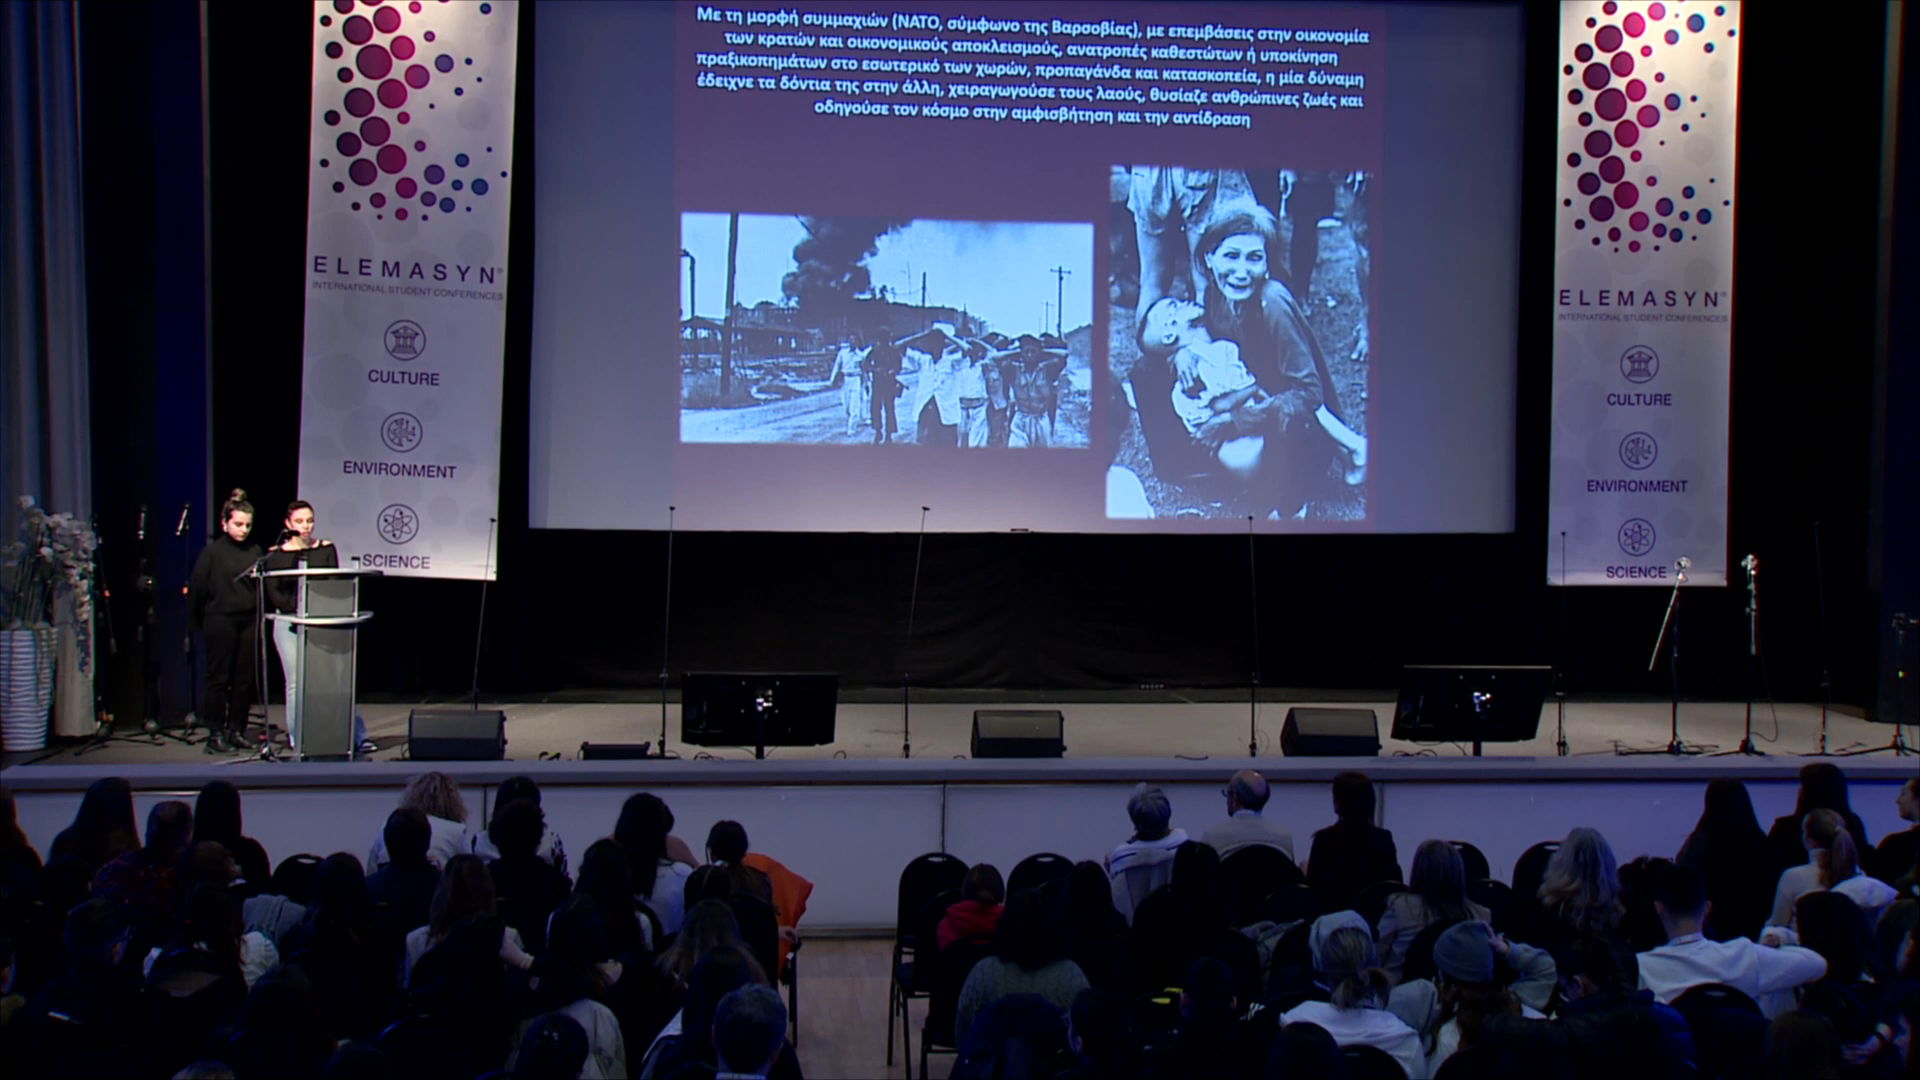 Με τη μορφή συμμαχιών (ΝΑΤΟ, σύμφωνο της Βαρσοβίας), με επεμβάσεις στην οικονομία
των κρατών και οικονομικούς αποκλεισμούς, ανατροπές καθεστώτων ή υποκίνηση
πραξικοπημάτων στο εσωτερικό των χωρών, προπαγάνδα και κατασκοπεία, η μία δύναμη
έδειχνε τα δόντια της στην άλλη, χειραγωγούσε τους λαούς, θυσίαζε ανθρώπινες ζωές και
οδηγούσε τον κόσμο στην αμφισβήτηση και την αντίδραση
ELEMASYN®
INTERNATIONAL STUDENT CONFERENCES
CULTURE
ENVIRONMENT
SCIENCE
ELEMASYN®
INTERNATIONAL STUDENT CONFERENCES
CULTURE
ENVIRONMENT
SCIENCE